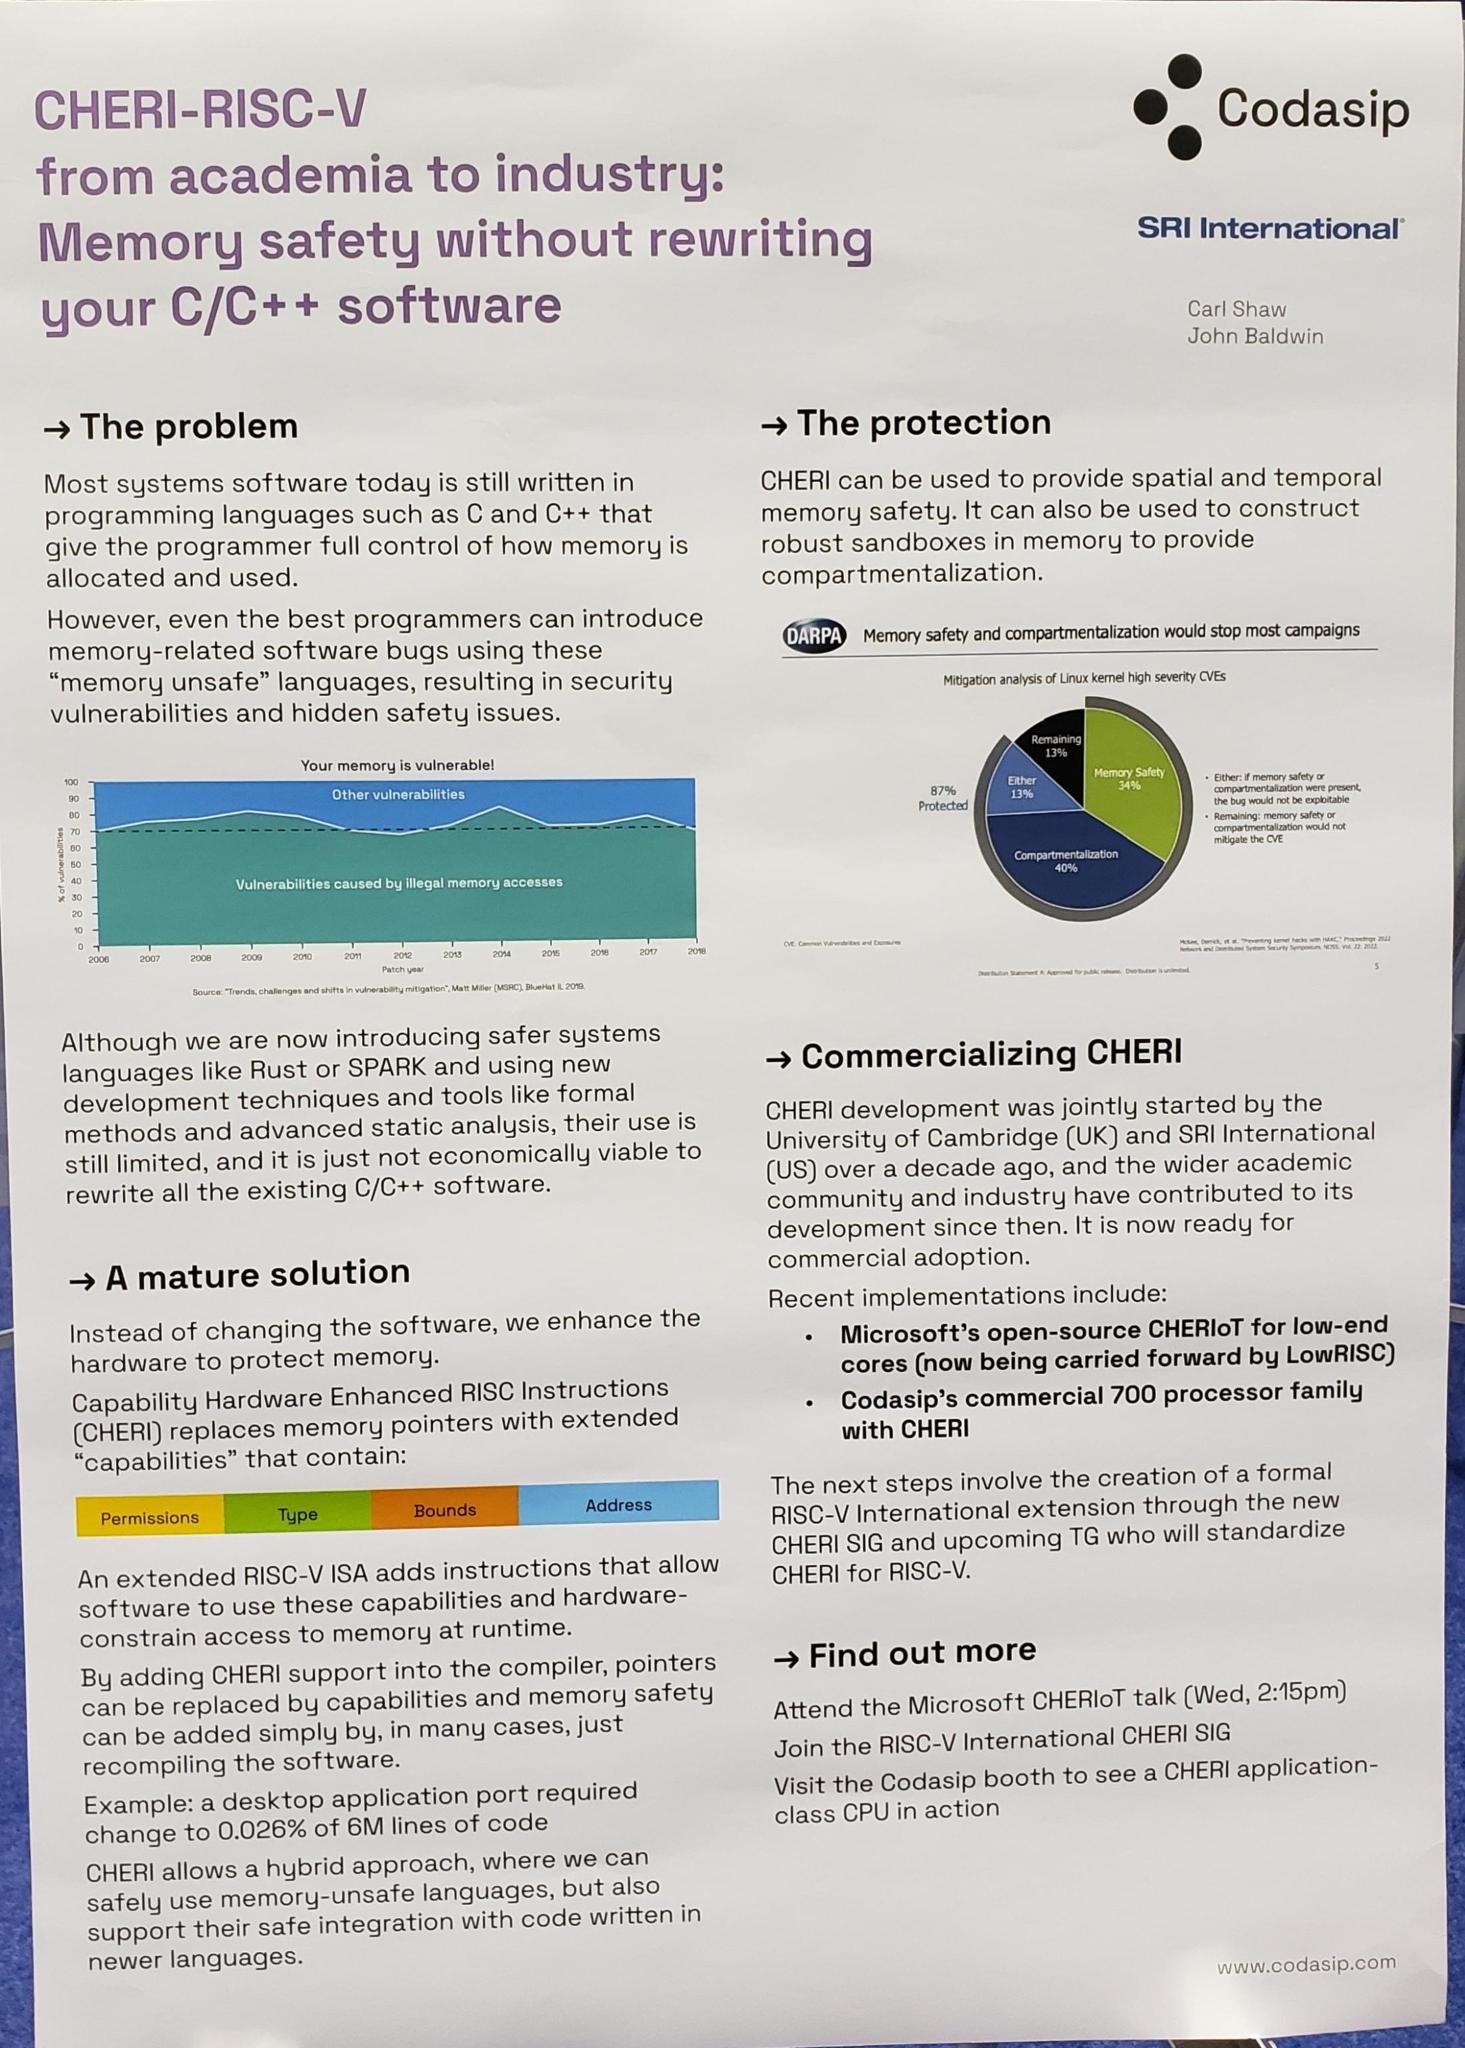 CHERI-RISC-V
from academia to industry:
Memory safety without rewriting
your C/C++ software
Codasip
SRI International
Carl Shaw
John Baldwin
→ The problem
Most systems software today is still written in
programming languages such as C and C++ that
give the programmer full control of how memory is
allocated and used.
However, even the best programmers can introduce
memory-related software bugs using these
“memory unsafe” languages, resulting in security
vulnerabilities and hidden safety issues.
Your memory is vulnerable!
Other vulnerabilities
Vulnerabilities caused by illegal memory accesses
% of vulnerabilities
100
90
80
70
60
50
40
30
20
10
0
2006 2007 2008 2009 2010 2011 2012 2013 2014 2015 2016 2017 2018
Patch year
Source: "Trends, challenges and shifts in vulnerability mitigation", Matt Miller (MSRC), BlueHat IL 2019.
Although we are now introducing safer systems
languages like Rust or SPARK and using new
development techniques and tools like formal
methods and advanced static analysis, their use is
still limited, and it is just not economically viable to
rewrite all the existing C/C++ software.
→ A mature solution
Instead of changing the software, we enhance the
hardware to protect memory.
Capability Hardware Enhanced RISC Instructions
(CHERI) replaces memory pointers with extended
“capabilities” that contain:
Permissions Type Bounds Address
An extended RISC-V ISA adds instructions that allow
software to use these capabilities and hardware-
constrain access to memory at runtime.
By adding CHERI support into the compiler, pointers
can be replaced by capabilities and memory safety
can be added simply by, in many cases, just
recompiling the software.
Example: a desktop application port required
change to 0.026% of 6M lines of code
CHERI allows a hybrid approach, where we can
safely use memory-unsafe languages, but also
support their safe integration with code written in
newer languages.
→ The protection
CHERI can be used to provide spatial and temporal
memory safety. It can also be used to construct
robust sandboxes in memory to provide
compartmentalization.
DARPA Memory safety and compartmentalization would stop most campaigns
Mitigation analysis of Linux kernel high severity CVEs
Remaining
13%
Memory Safety
34%
Either
13%
87%
Protected
Compartmentalization
40%
• Either: if memory safety or
compartmentalization were present,
the bug would not be exploitable
• Remaining: memory safety or
compartmentalization would not
mitigate the CVE
CVE: Common Vulnerabilities and Exposures
McKee, Derrick, et al. "Preventing kernel hacks with HAKC," Proceedings 2022
Network and Distributed System Security Symposium. NDSS. Vol. 22. 2022.
Distribution Statement A: Approved for public release. Distribution is unlimited.
5
→ Commercializing CHERI
CHERI development was jointly started by the
University of Cambridge (UK) and SRI International
(US) over a decade ago, and the wider academic
community and industry have contributed to its
development since then. It is now ready for
commercial adoption.
Recent implementations include:
• Microsoft's open-source CHERIoT for low-end
cores (now being carried forward by LowRISC)
• Codasip's commercial 700 processor family
with CHERI
The next steps involve the creation of a formal
RISC-V International extension through the new
CHERI SIG and upcoming TG who will standardize
CHERI for RISC-V.
→ Find out more
Attend the Microsoft CHERIoT talk (Wed, 2:15pm)
Join the RISC-V International CHERI SIG
Visit the Codasip booth to see a CHERI application-
class CPU in action
www.codasip.com